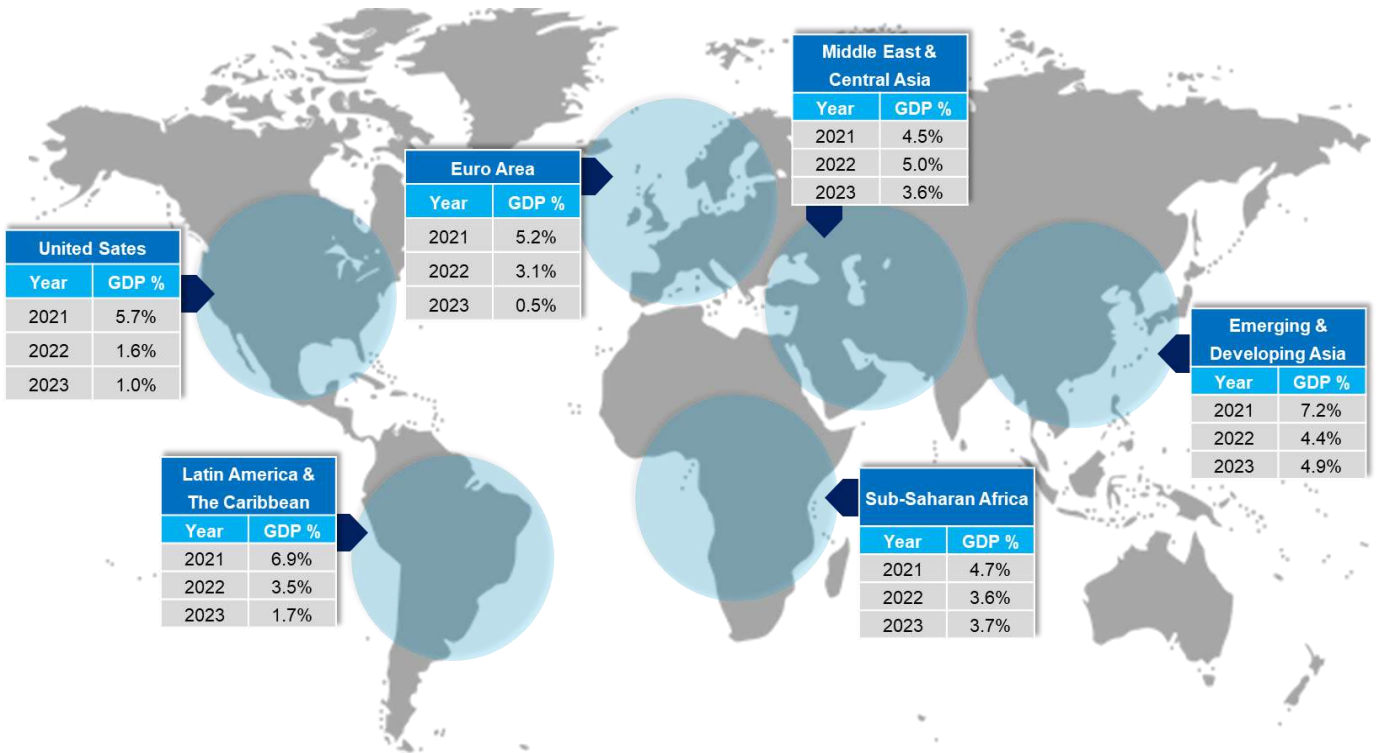 United Sates
Year GDP %
2021 5.7%
2022 1.6%
2023 1.0%
Latin America &
The Caribbean
Year GDP %
2021 6.9%
2022 3.5%
2023 1.7%
Euro Area
Year GDP %
2021 5.2%
2022 3.1%
2023 0.5%
Middle East &
Central Asia
Year GDP %
2021 4.5%
2022 5.0%
2023 3.6%
Sub-Saharan Africa
Year GDP %
2021 4.7%
2022 3.6%
2023 3.7%
Emerging &
Developing Asia
Year GDP %
2021 7.2%
2022 4.4%
2023 4.9%